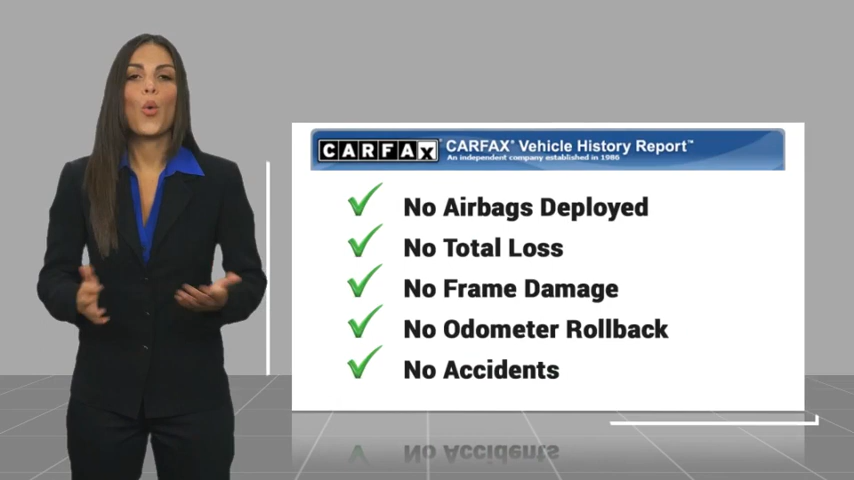 CARFAX CARFAX® Vehicle History Report™
An independent company established in 1986
No Airbags Deployed
No Total Loss
No Frame Damage
No Odometer Rollback
No Accidents
No Accidents